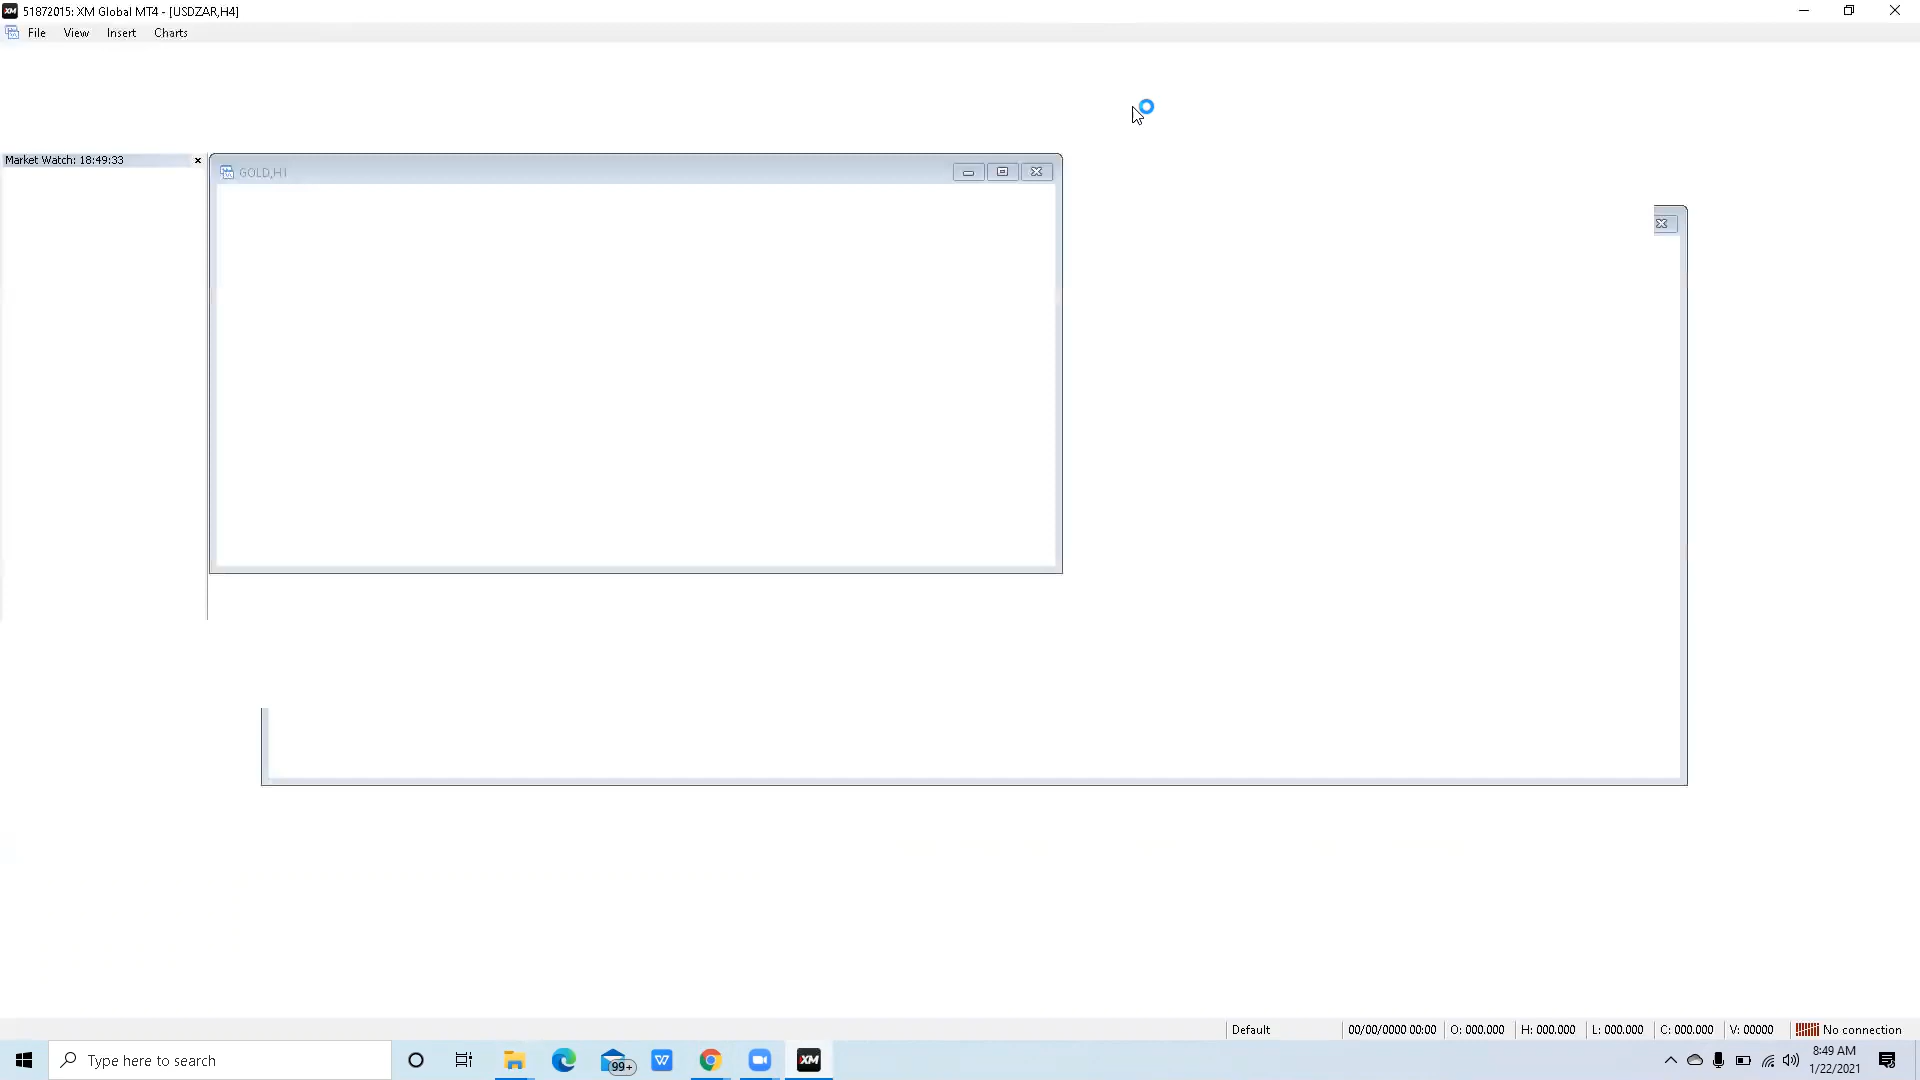 51872015: XM Global MT4 - [USDZAR,H4]
File View Insert Charts
Market Watch: 18:49:33
GOLD,H1
Default 00/00/0000 00:00 O: 000.000 H: 000.000 L: 000.000 C: 000.000 V: 00000 No connection
Type here to search
99+
W
XM
8:49 AM
1/22/2021